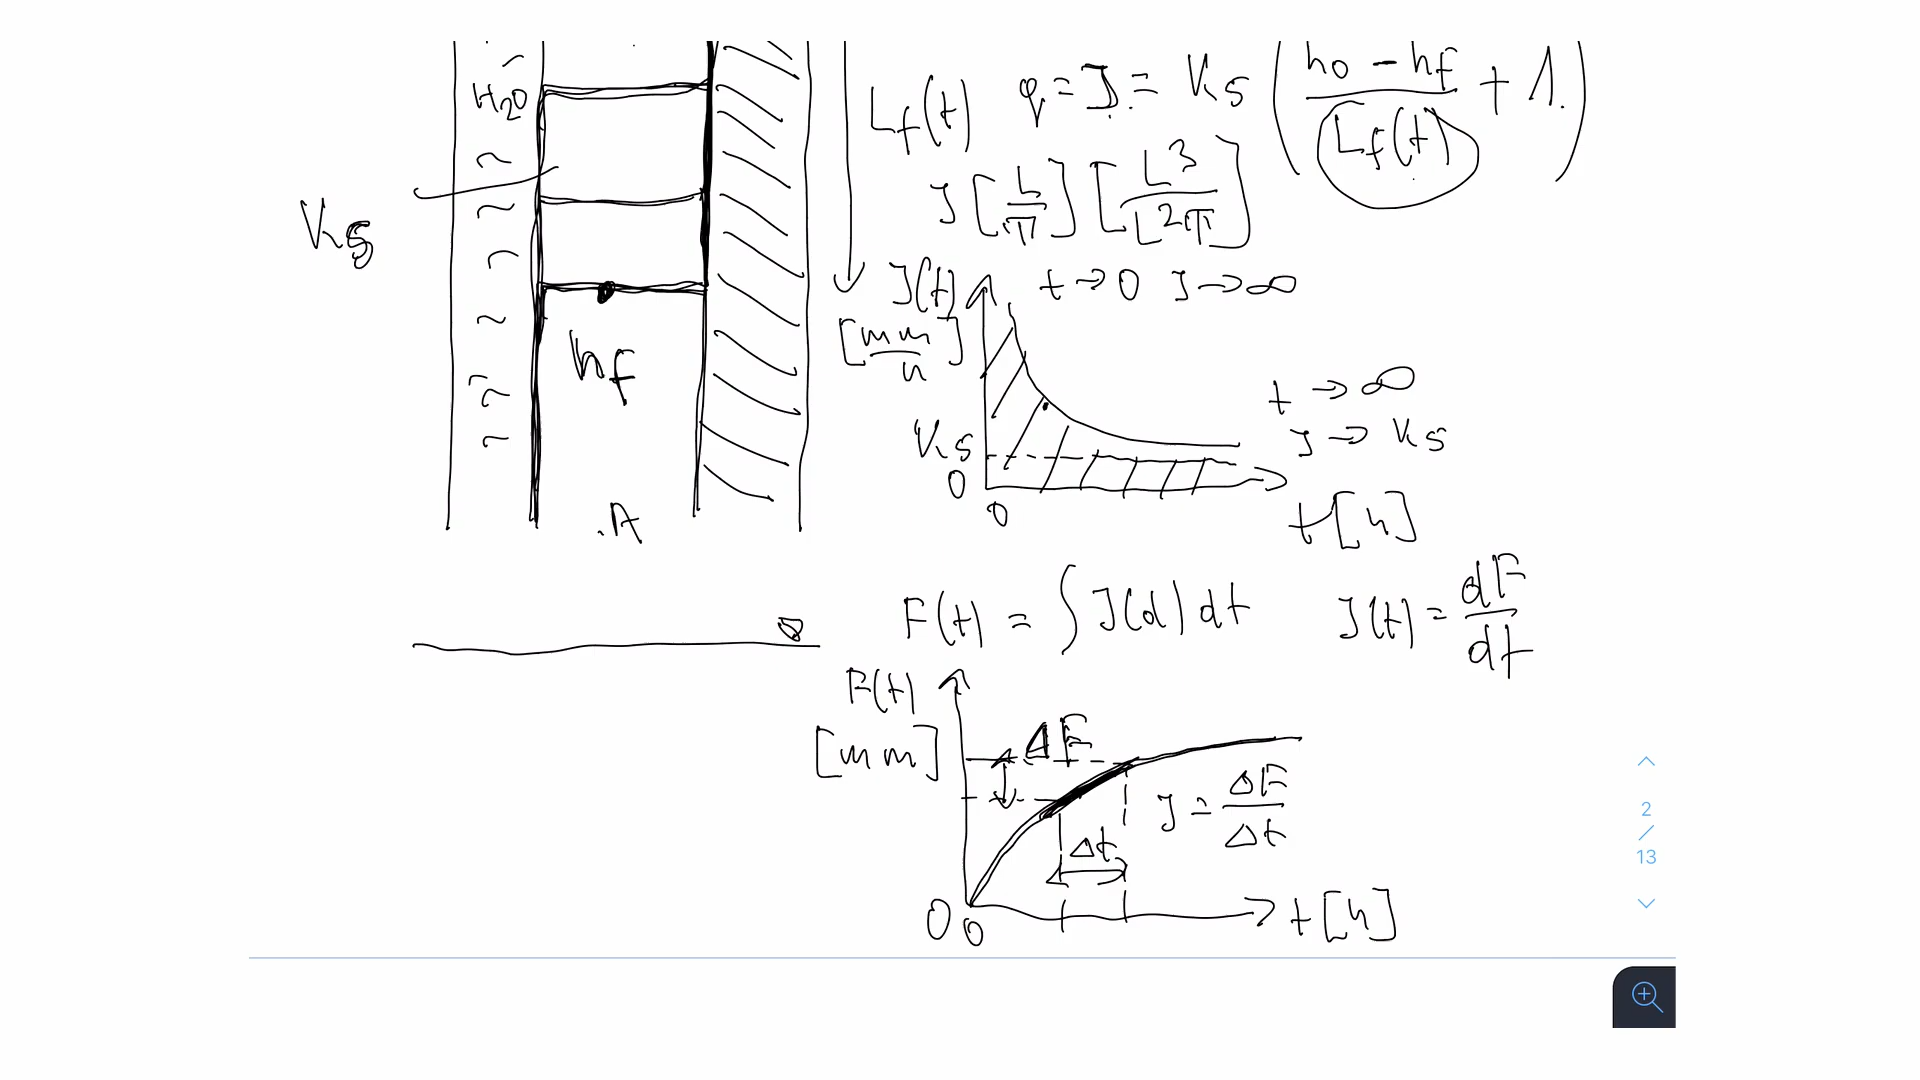 H₂O
Lf(t) q = J = Ks ( (h₀ - hf) / Lf(t) + 1 )
Ks
J [L/T] [L³/L²T]
J(t) t → 0 J → ∞
[mm/h]
hf
t → ∞
J → Ks
Ks
0
0
t [h]
.A
F(t) = ∫ J(d) dt J(t) = dF/dt
F(t)
[mm]
ΔF
J = ΔF/Δt
Δt
0 0
t [h]
2
/
13